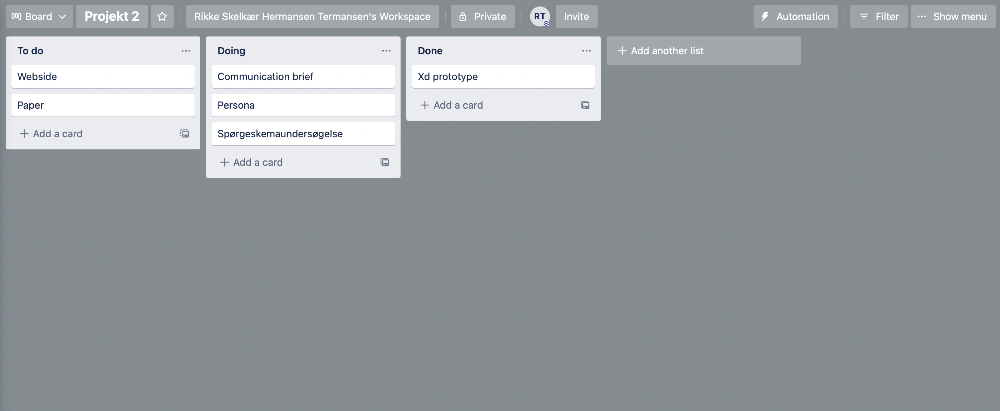 Board
Projekt 2
Rikke Skelkær Hermansen Termansen's Workspace
Private
RT
Invite
Automation
Filter
Show menu
To do
Webside
Paper
Add a card
Doing
Communication brief
Persona
Spørgeskemaundersøgelse
Add a card
Done
Xd prototype
Add a card
Add another list